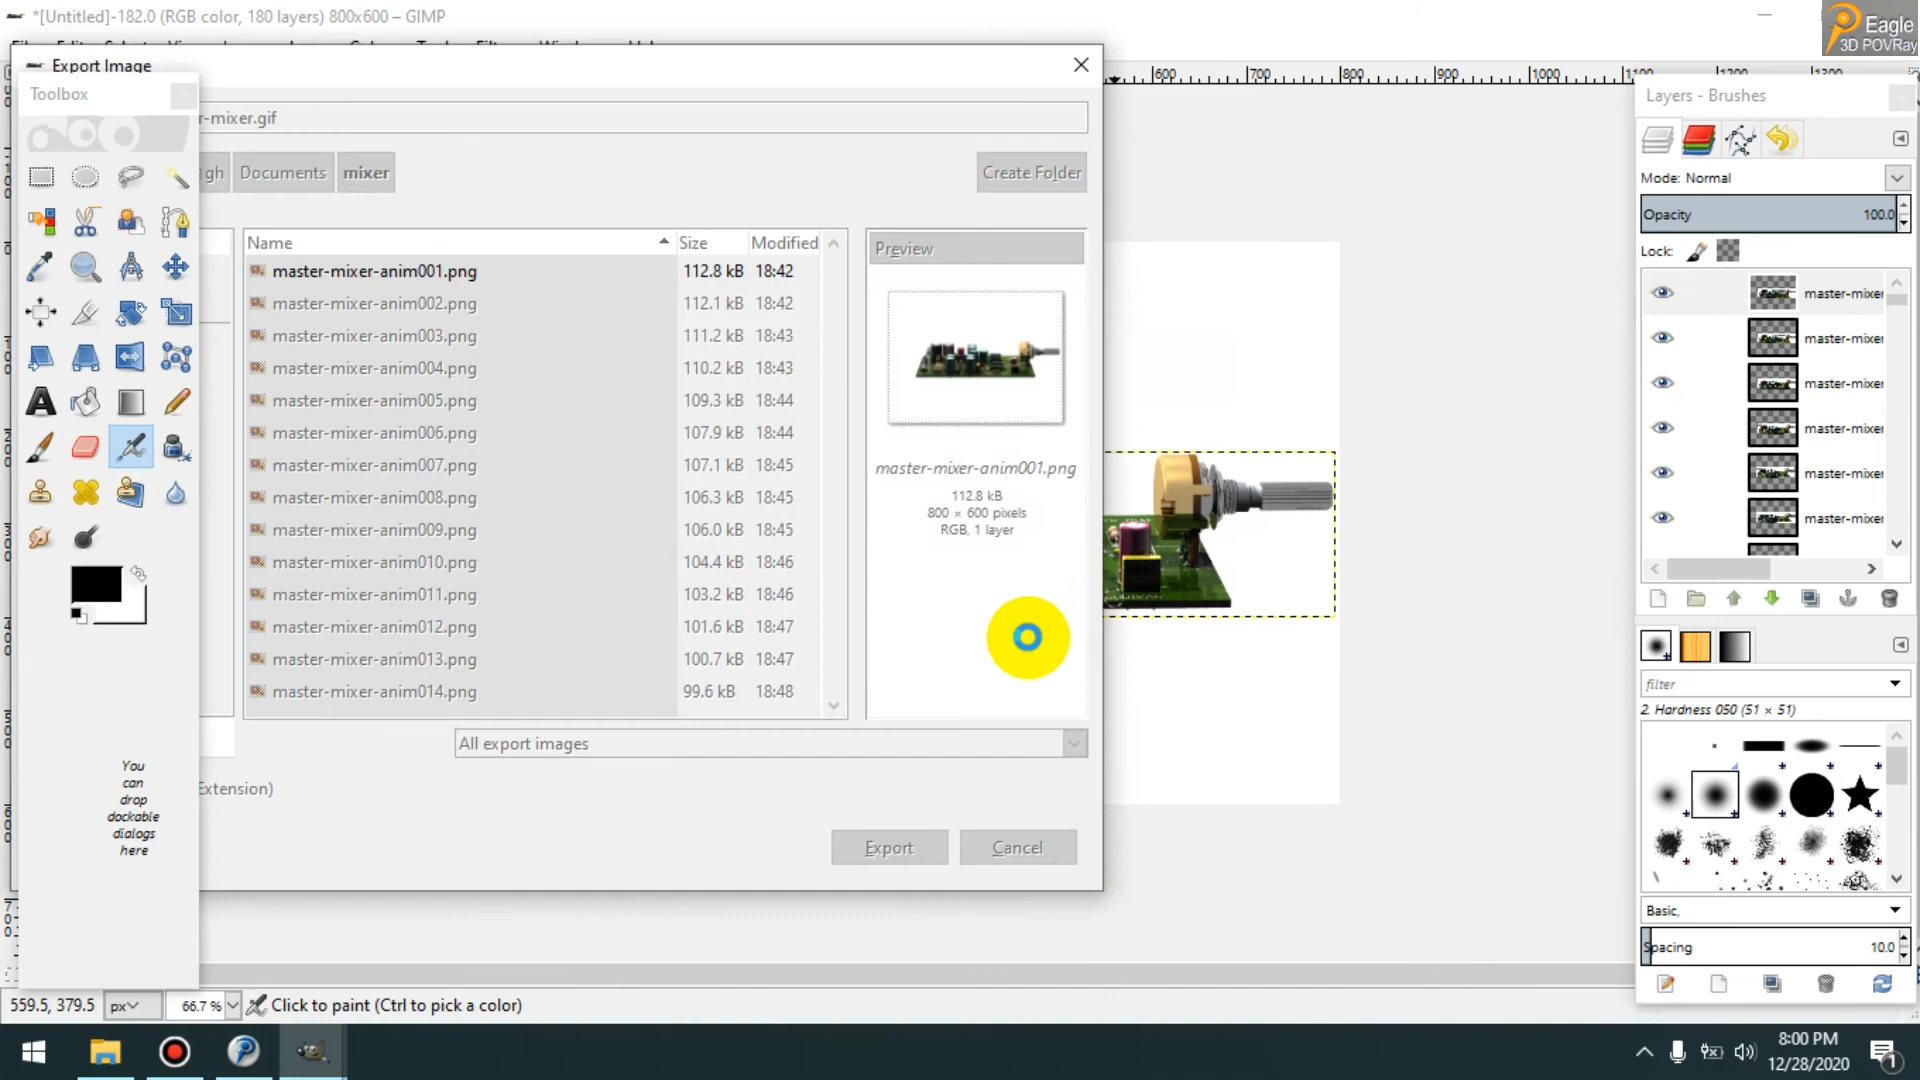 *[Untitled]-182.0 (RGB color, 180 layers) 800x600 – GIMP
Eagle
3D POVRay
Export Image
Toolbox
r-mixer.gif
gh
Documents
mixer
Create Folder
Name
Size
Modified
master-mixer-anim001.png 112.8 kB 18:42
master-mixer-anim002.png 112.1 kB 18:42
master-mixer-anim003.png 111.2 kB 18:43
master-mixer-anim004.png 110.2 kB 18:43
master-mixer-anim005.png 109.3 kB 18:44
master-mixer-anim006.png 107.9 kB 18:44
master-mixer-anim007.png 107.1 kB 18:45
master-mixer-anim008.png 106.3 kB 18:45
master-mixer-anim009.png 106.0 kB 18:45
master-mixer-anim010.png 104.4 kB 18:46
master-mixer-anim011.png 103.2 kB 18:46
master-mixer-anim012.png 101.6 kB 18:47
master-mixer-anim013.png 100.7 kB 18:47
master-mixer-anim014.png 99.6 kB 18:48
Preview
master-mixer-anim001.png
112.8 kB
800 × 600 pixels
RGB, 1 layer
All export images
Extension)
Export
Cancel
You
can
drop
dockable
dialogs
here
600 700 800 900 1000 1100 1200 1300
Layers - Brushes
Mode: Normal
Opacity 100.0
Lock:
master-mixer
master-mixer
master-mixer
master-mixer
master-mixer
master-mixer
filter
2. Hardness 050 (51 × 51)
Basic,
Spacing 10.0
559.5, 379.5
px
66.7 %
Click to paint (Ctrl to pick a color)
8:00 PM
12/28/2020
1